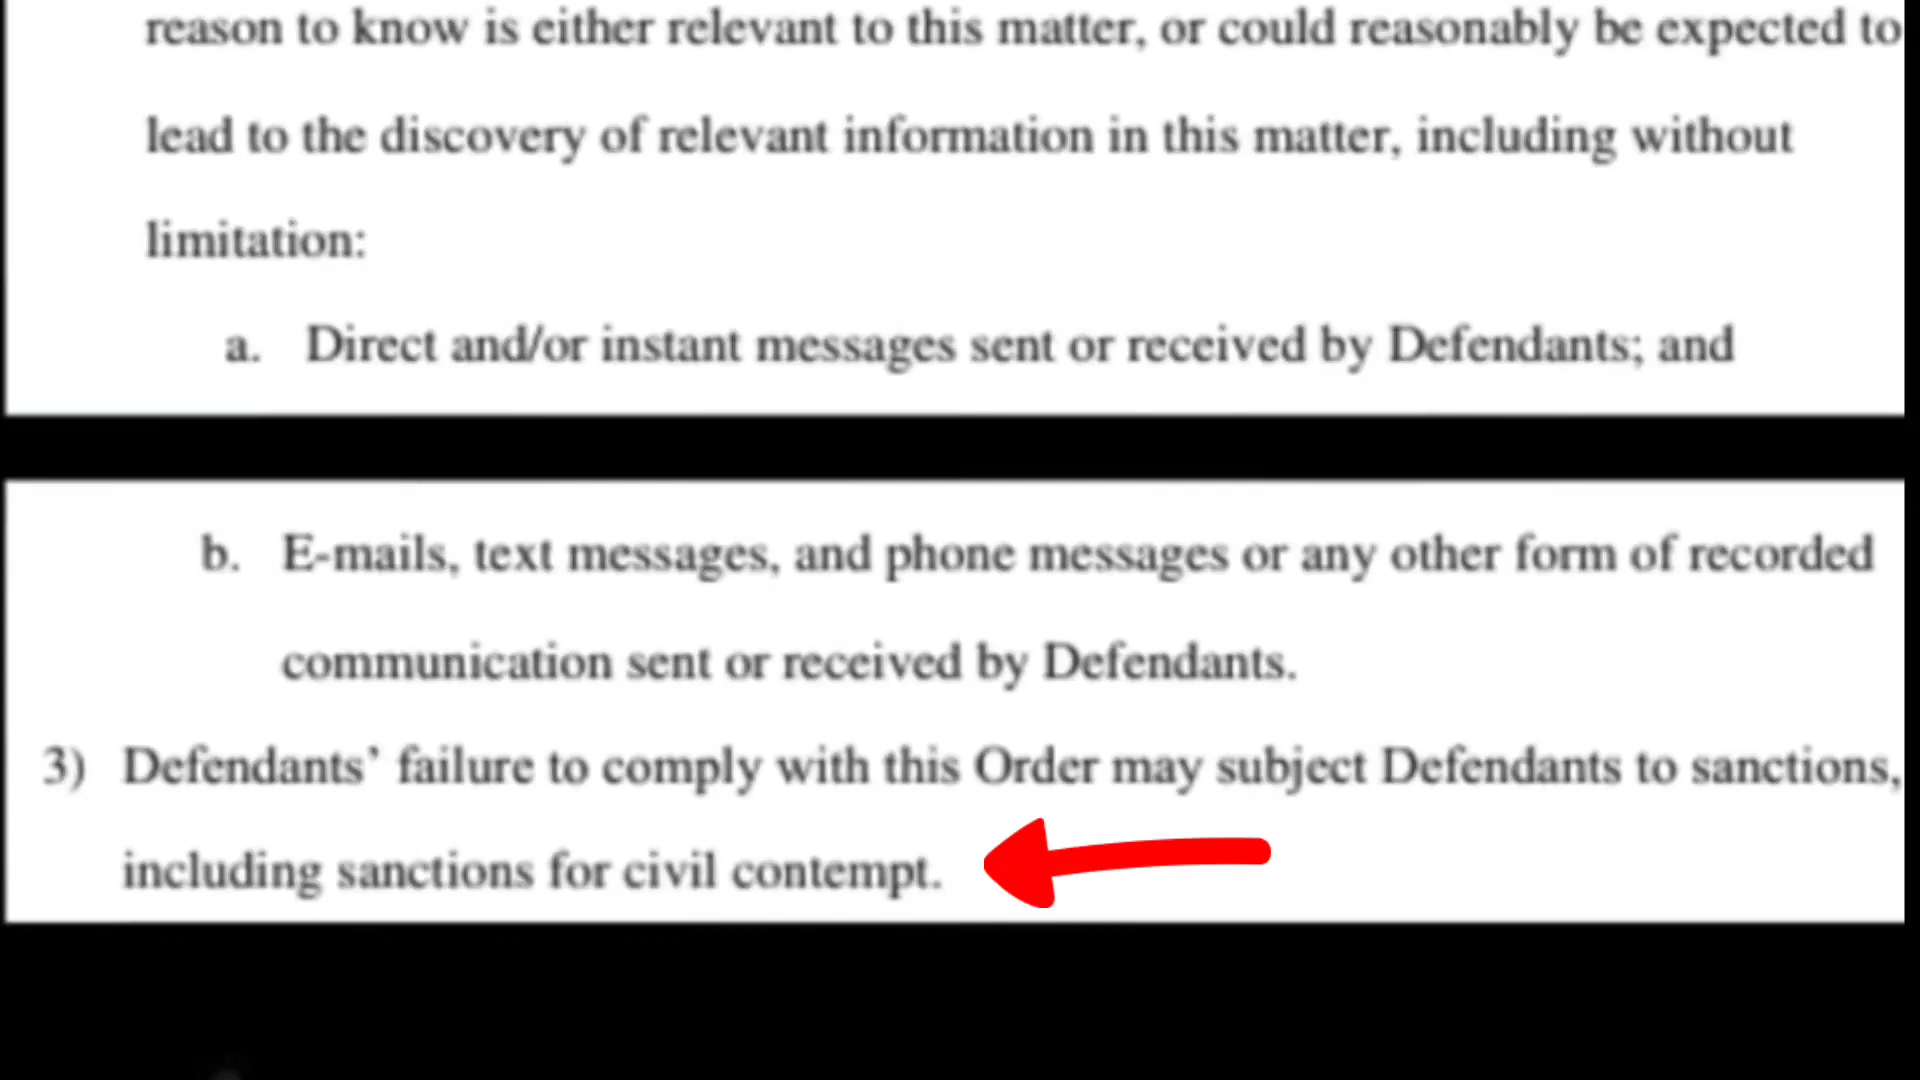 reason to know is either relevant to this matter, or could reasonably be expected to
lead to the discovery of relevant information in this matter, including without
limitation:
a. Direct and/or instant messages sent or received by Defendants; and
b. E-mails, text messages, and phone messages or any other form of recorded
communication sent or received by Defendants.
3) Defendants’ failure to comply with this Order may subject Defendants to sanctions,
including sanctions for civil contempt.